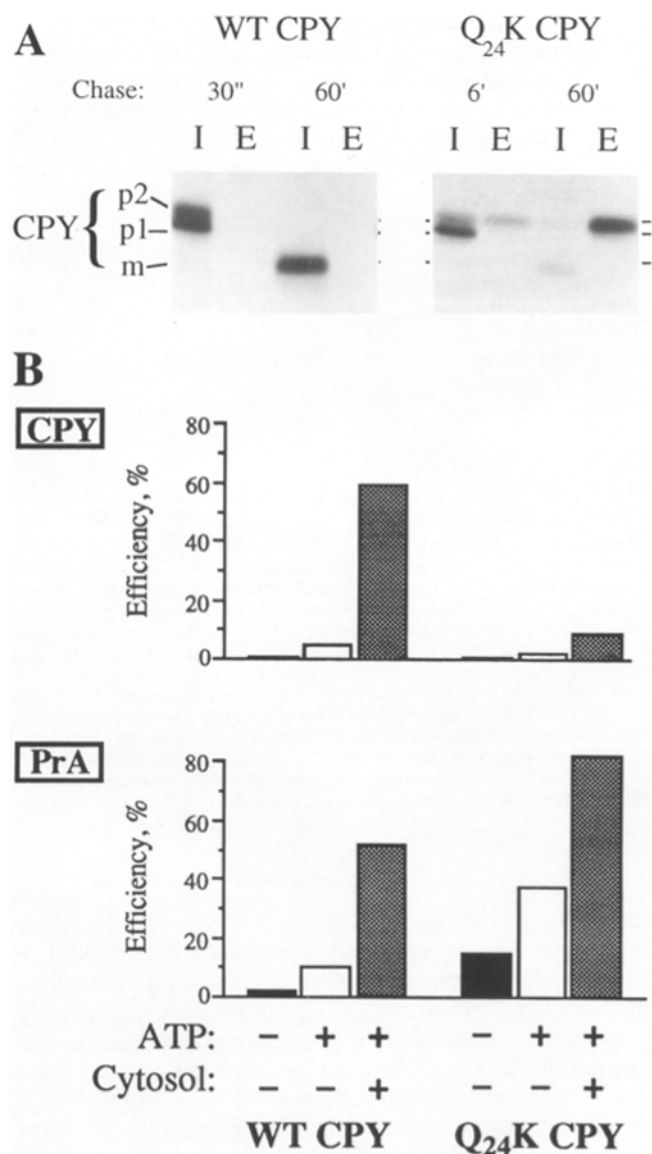 A
WT CPY Q24K CPY
Chase: 30" 60' 6' 60'
I E I E I E I E
CPY { p2
p1
m
B
CPY
80
60
40
20
0
Efficiency, %
PrA
80
60
40
20
0
Efficiency, %
ATP: – + + – + +
Cytosol: – – + – – +
WT CPY Q24K CPY